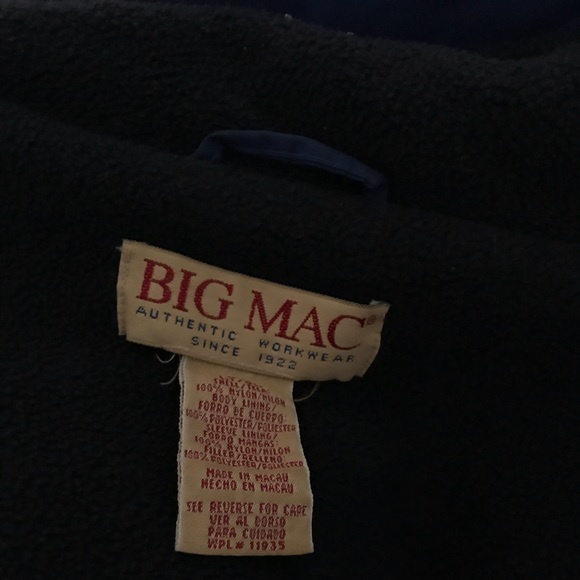 BIG MAC®
AUTHENTIC WORKWEAR
SINCE 1922
SHELL/TELA:
100% NYLON/NILON
BODY LINING/
FORRO DE CUERPO:
100% POLYESTER/POLIESTER
SLEEVE LINING/
FORRO MANGAS:
100% NYLON/NILON
FILLER/RELLENO:
100% POLYESTER/POLIESTER
MADE IN MACAU
HECHO EN MACAU
SEE REVERSE FOR CARE
VER AL DORSO
PARA CUIDADO
WPL# 11935